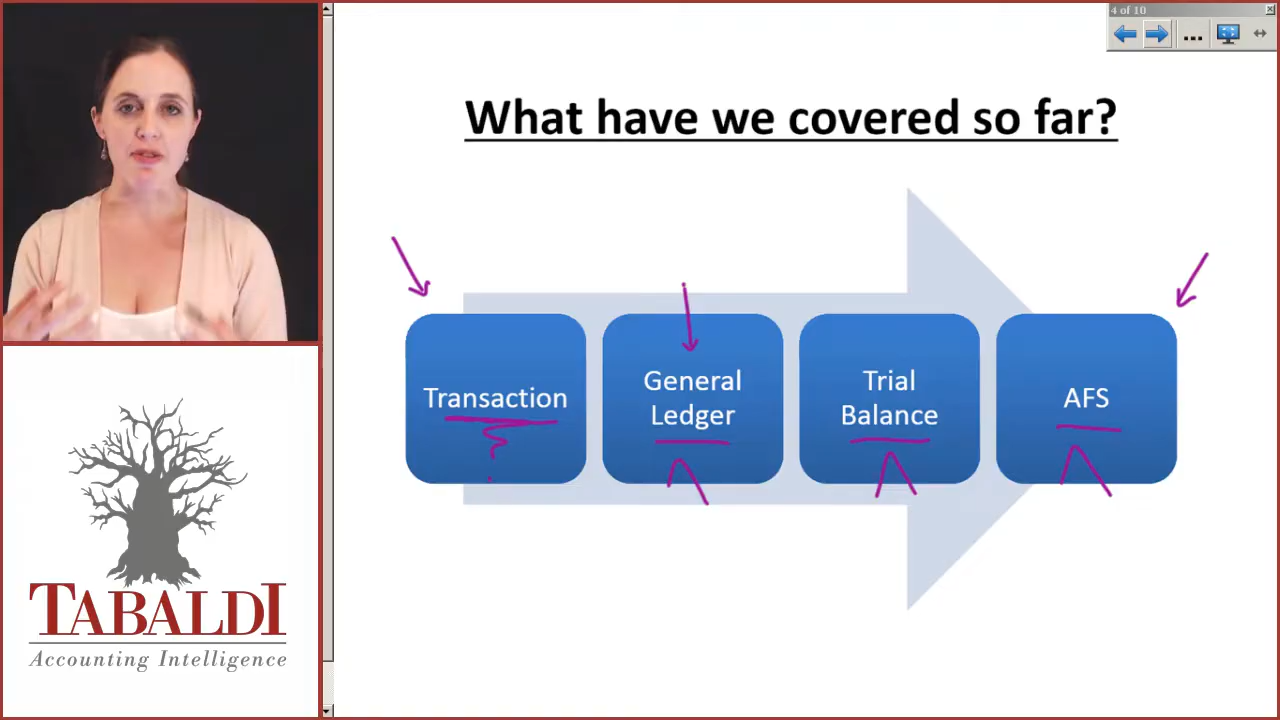 4 of 10
What have we covered so far?
Transaction
General
Ledger
Trial
Balance
AFS
?
TABALDI
Accounting Intelligence